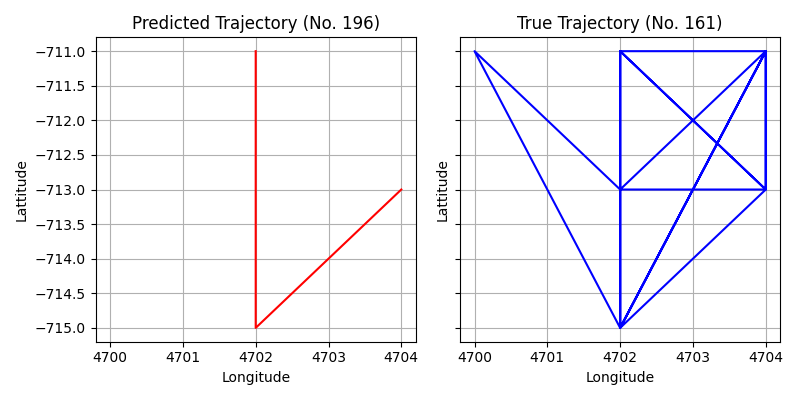 Predicted Trajectory (No. 196)
True Trajectory (No. 161)
Lattitude
−711.0
−711.5
−712.0
−712.5
−713.0
−713.5
−714.0
−714.5
−715.0
4700 4701 4702 4703 4704
Longitude
Lattitude
4700 4701 4702 4703 4704
Longitude